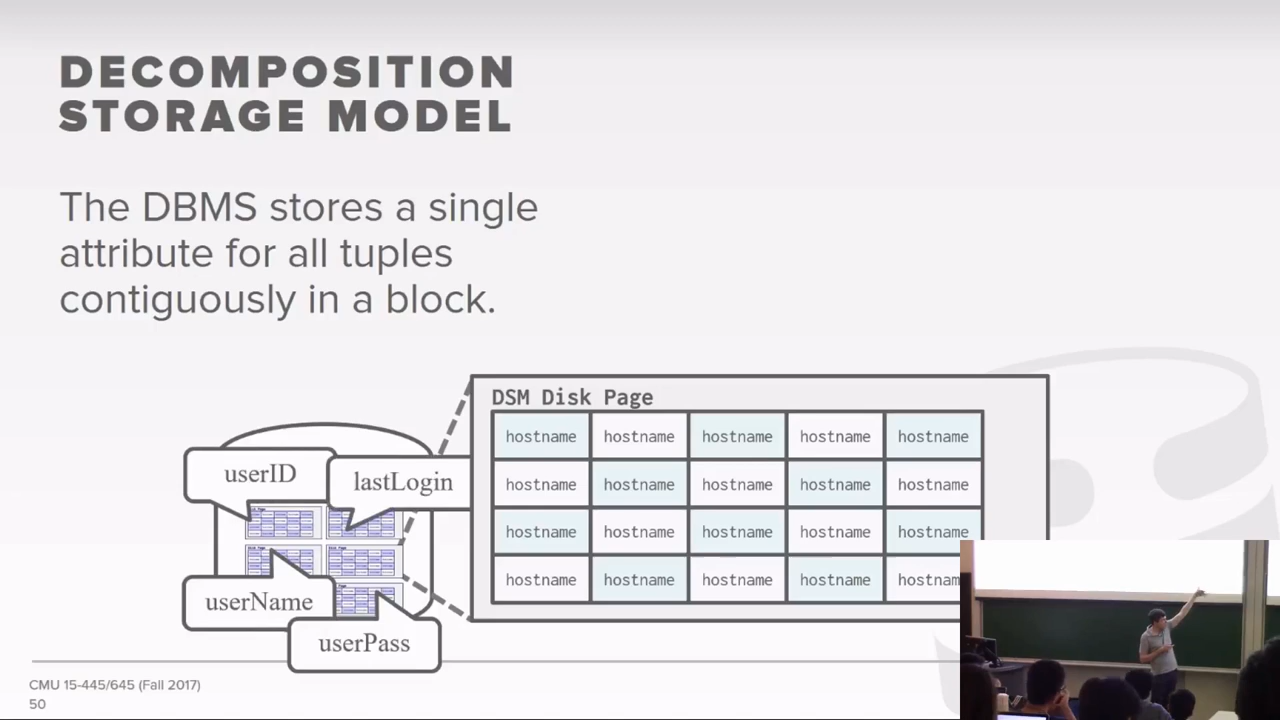 DECOMPOSITION
STORAGE MODEL
The DBMS stores a single
attribute for all tuples
contiguously in a block.
userID
lastLogin
userName
userPass
DSM Disk Page
hostname hostname hostname hostname hostname
hostname hostname hostname hostname hostname
hostname hostname hostname hostname hostname
hostname hostname hostname hostname hostnam
CMU 15-445/645 (Fall 2017)
50